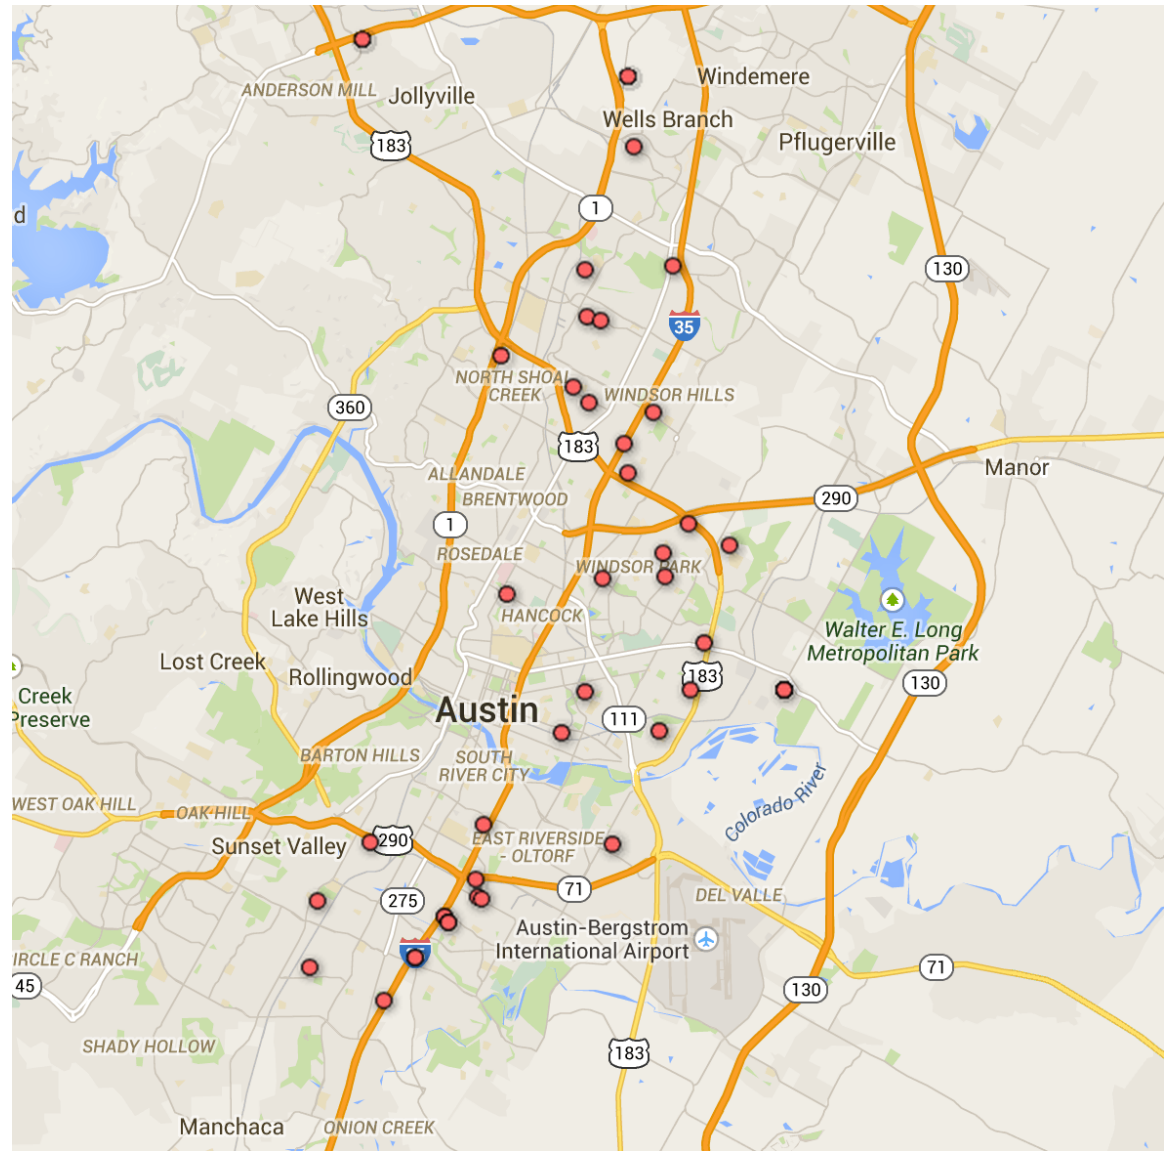 ANDERSON MILL
Jollyville
Windemere
Wells Branch
Pflugerville
183
1
d
130
35
NORTH SHOAL
CREEK
WINDSOR HILLS
360
183
ALLANDALE
BRENTWOOD
Manor
290
1
ROSEDALE
WINDSOR PARK
West
Lake Hills
HANCOCK
Walter E. Long
Metropolitan Park
Lost Creek
Rollingwood
183
130
Creek
Preserve
Austin
111
BARTON HILLS
SOUTH
RIVER CITY
Colorado River
WEST OAK HILL
OAK HILL
Sunset Valley
290
EAST RIVERSIDE
- OLTORF
71
275
DEL VALLE
Austin-Bergstrom
International Airport
IRCLE C RANCH
45
71
130
SHADY HOLLOW
183
Manchaca
ONION CREEK